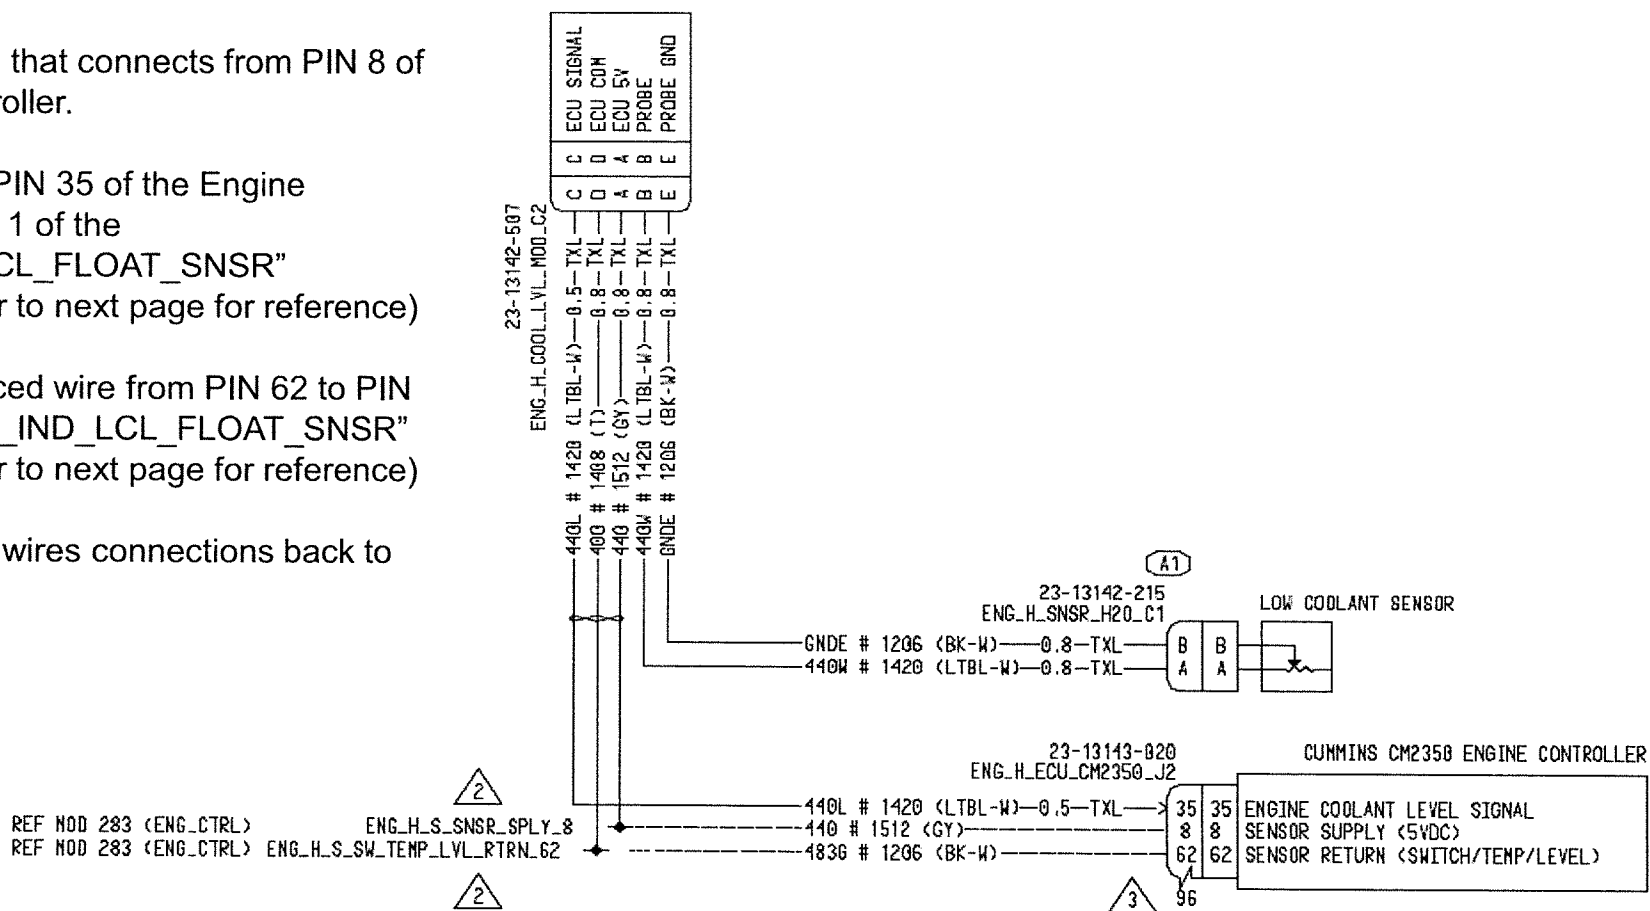 that connects from PIN 8 of
roller.
PIN 35 of the Engine
1 of the
CL_FLOAT_SNSR”
r to next page for reference)
ced wire from PIN 62 to PIN
_IND_LCL_FLOAT_SNSR”
r to next page for reference)
wires connections back to
ECU SIGNAL
ECU COM
ECU 5V
PROBE
PROBE GND
C D A B E
C D A B E
23-13142-507
ENG_H_COOL_LVL_MOD_C2
440L # 1420 (LTBL-W)—0.5—TXL
400 # 1408 (T)—0.8—TXL
440 # 1512 (GY)—0.8—TXL
440W # 1420 (LTBL-W)—0.8—TXL
GNDE # 1206 (BK-W)—0.8—TXL
A1
23-13142-215
ENG_H_SNSR_H2O_C1
LOW COOLANT SENSOR
GNDE # 1206 (BK-W)—0.8—TXL B B
440W # 1420 (LTBL-W)—0.8—TXL A A
23-13143-020
ENG_H_ECU_CM2350_J2
CUMMINS CM2350 ENGINE CONTROLLER
2
440L # 1420 (LTBL-W)—0.5—TXL 35 35 ENGINE COOLANT LEVEL SIGNAL
REF MOD 283 (ENG_CTRL) ENG_H_S_SNSR_SPLY_8 440 # 1512 (GY) 8 8 SENSOR SUPPLY (5VDC)
REF MOD 283 (ENG_CTRL) ENG_H_S_SW_TEMP_LVL_RTRN_62 483G # 1206 (BK-W) 62 62 SENSOR RETURN (SWITCH/TEMP/LEVEL)
2
3
96